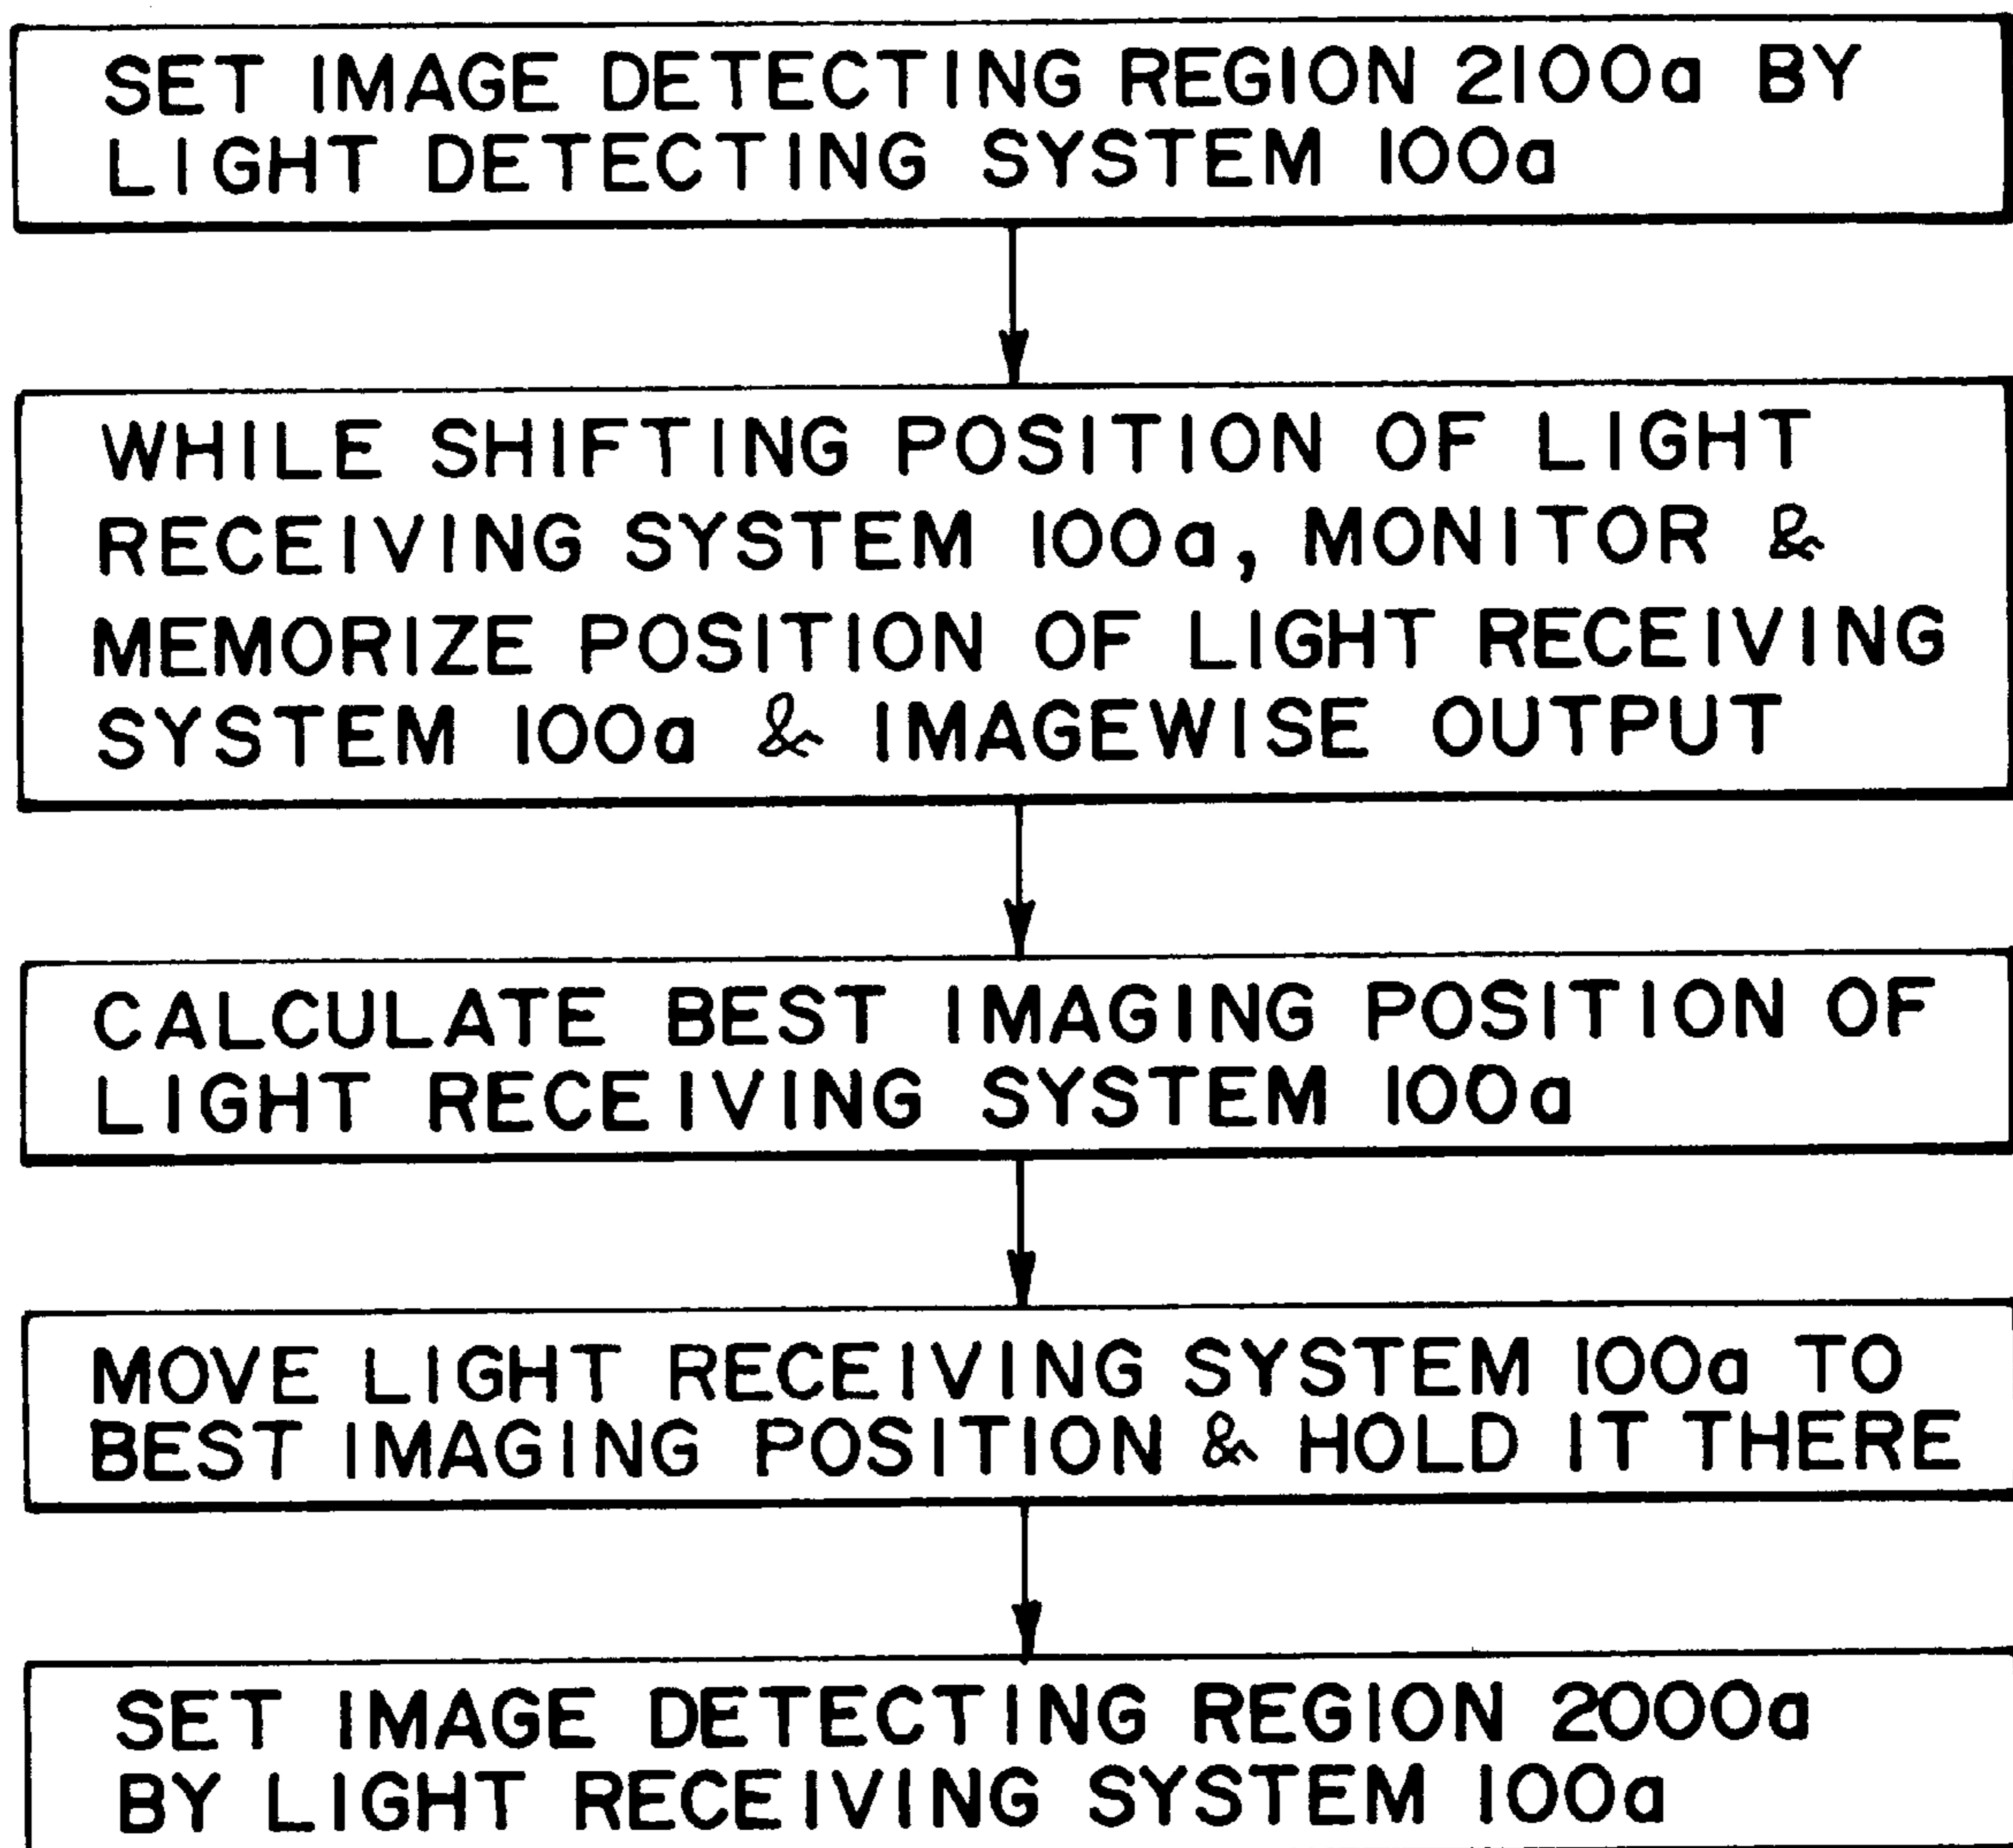 SET IMAGE DETECTING REGION 2100a BY
LIGHT DETECTING SYSTEM 100a
WHILE SHIFTING POSITION OF LIGHT
RECEIVING SYSTEM 100a, MONITOR &
MEMORIZE POSITION OF LIGHT RECEIVING
SYSTEM 100a & IMAGEWISE OUTPUT
CALCULATE BEST IMAGING POSITION OF
LIGHT RECEIVING SYSTEM 100a
MOVE LIGHT RECEIVING SYSTEM 100a TO
BEST IMAGING POSITION & HOLD IT THERE
SET IMAGE DETECTING REGION 2000a
BY LIGHT RECEIVING SYSTEM 100a